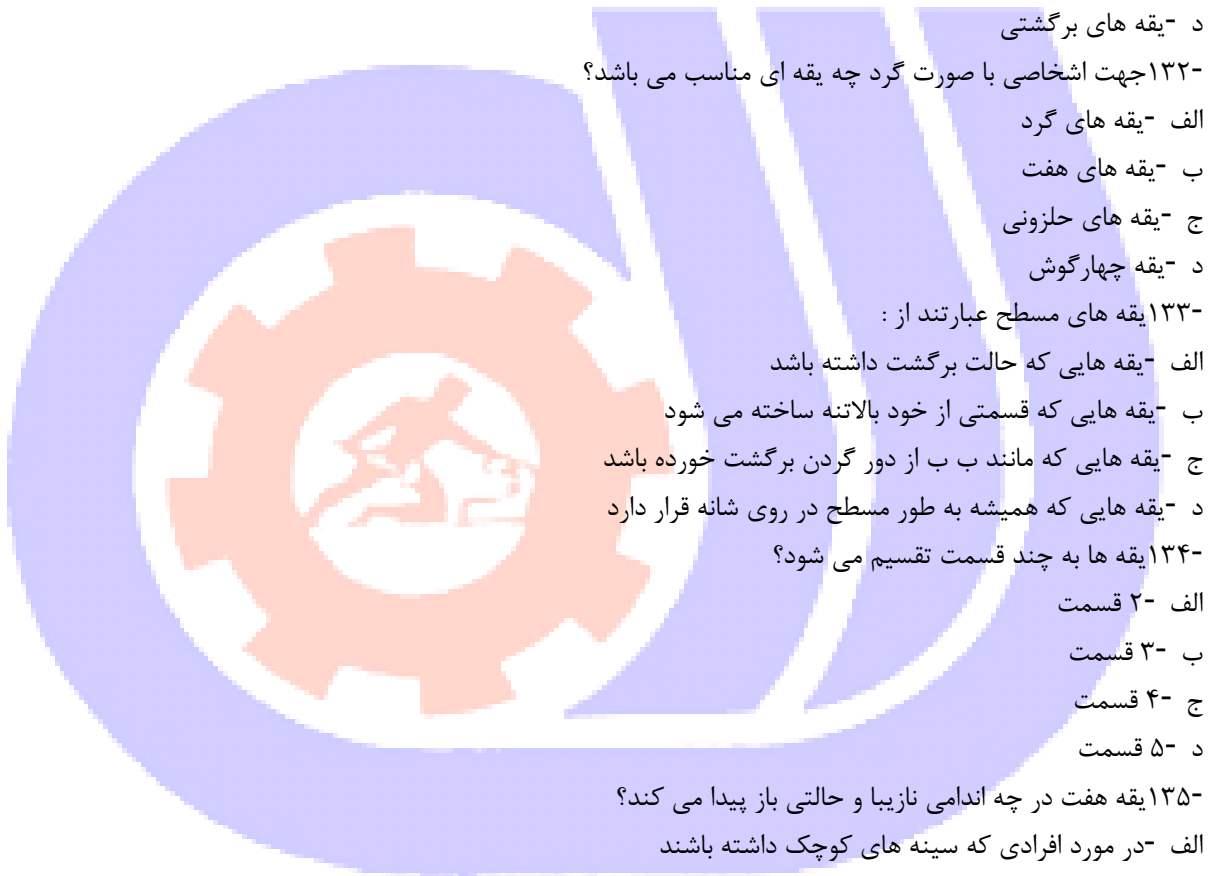 د -یقه های برگشتی
-۱۳۲جهت اشخاصی با صورت گرد چه یقه ای مناسب می باشد؟
الف -یقه های گرد
ب -یقه های هفت
ج -یقه های حلزونی
د -یقه چهارگوش
-۱۳۳یقه های مسطح عبارتند از :
الف -یقه هایی که حالت برگشت داشته باشد
ب -یقه هایی که قسمتی از خود بالاتنه ساخته می شود
ج -یقه هایی که مانند ب ب از دور گردن برگشت خورده باشد
د -یقه هایی که همیشه به طور مسطح در روی شانه قرار دارد
-۱۳۴یقه ها به چند قسمت تقسیم می شود؟
الف -۲ قسمت
ب -۳ قسمت
ج -۴ قسمت
د -۵ قسمت
-۱۳۵یقه هفت در چه اندامی نازیبا و حالتی باز پیدا می کند؟
الف -در مورد افرادی که سینه های کوچک داشته باشند